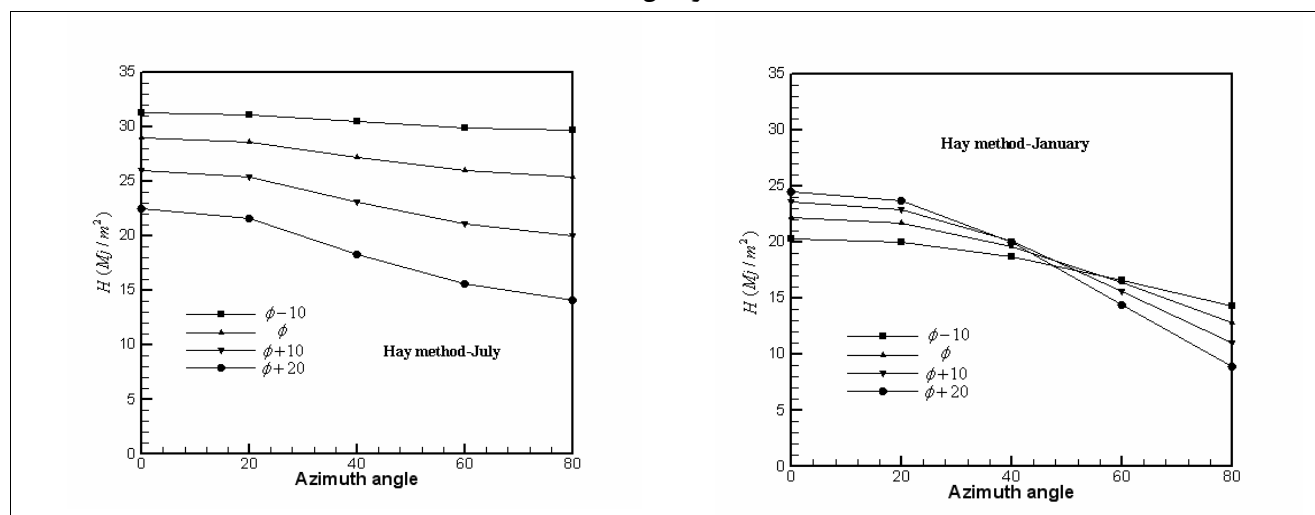 35
30
25
20
15
10
5
0
H (Mj / m²)
ϕ−10
ϕ
ϕ+10
ϕ+20
Hay method-July
0 20 40 60 80
Azimuth angle
35
30
25
20
15
10
5
0
H (Mj / m²)
Hay method-January
ϕ−10
ϕ
ϕ+10
ϕ+20
0 20 40 60 80
Azimuth angle